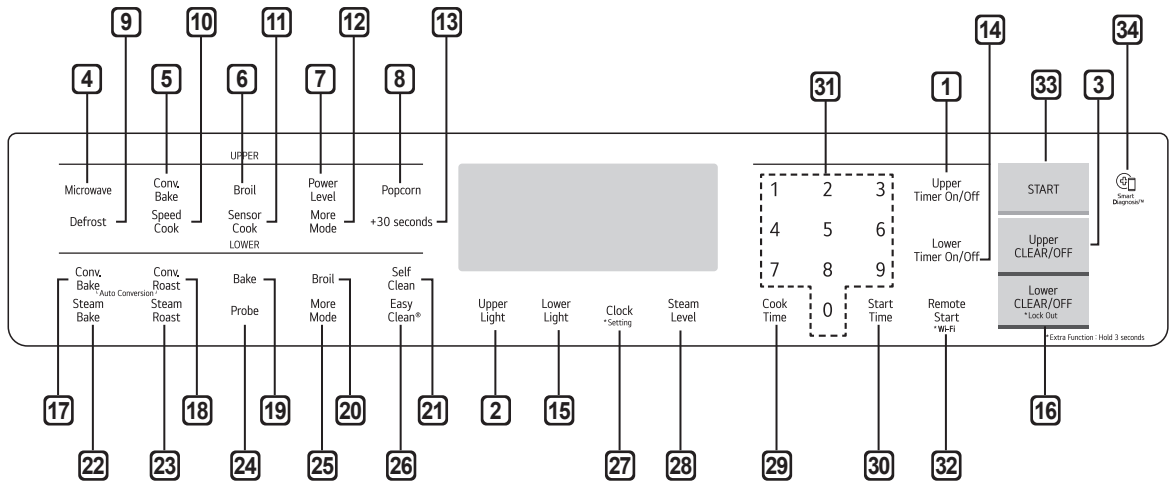 9 10 11 12 13 14 34
4 5 6 7 8 31 1 33 3
UPPER
Microwave
Conv.
Bake
Broil
Power
Level
Popcorn
Defrost
Speed
Cook
Sensor
Cook
More
Mode
+30 seconds
LOWER
Conv.
Bake
Conv.
Roast
*Auto Conversion
Bake
Broil
Self
Clean
Steam
Bake
Steam
Roast
Probe
More
Mode
Easy
Clean®
Upper
Light
Lower
Light
Clock
*Setting
Steam
Level
1 2 3
4 5 6
7 8 9
0
Cook
Time
Start
Time
Upper
Timer On/Off
Lower
Timer On/Off
Remote
Start
*Wi-Fi
START
Upper
CLEAR/OFF
Lower
CLEAR/OFF
*Lock Out
Smart
Diagnosis™
*Extra Function : Hold 3 seconds
17 18 19 20 21 2 15 16
22 23 24 25 26 27 28 29 30 32